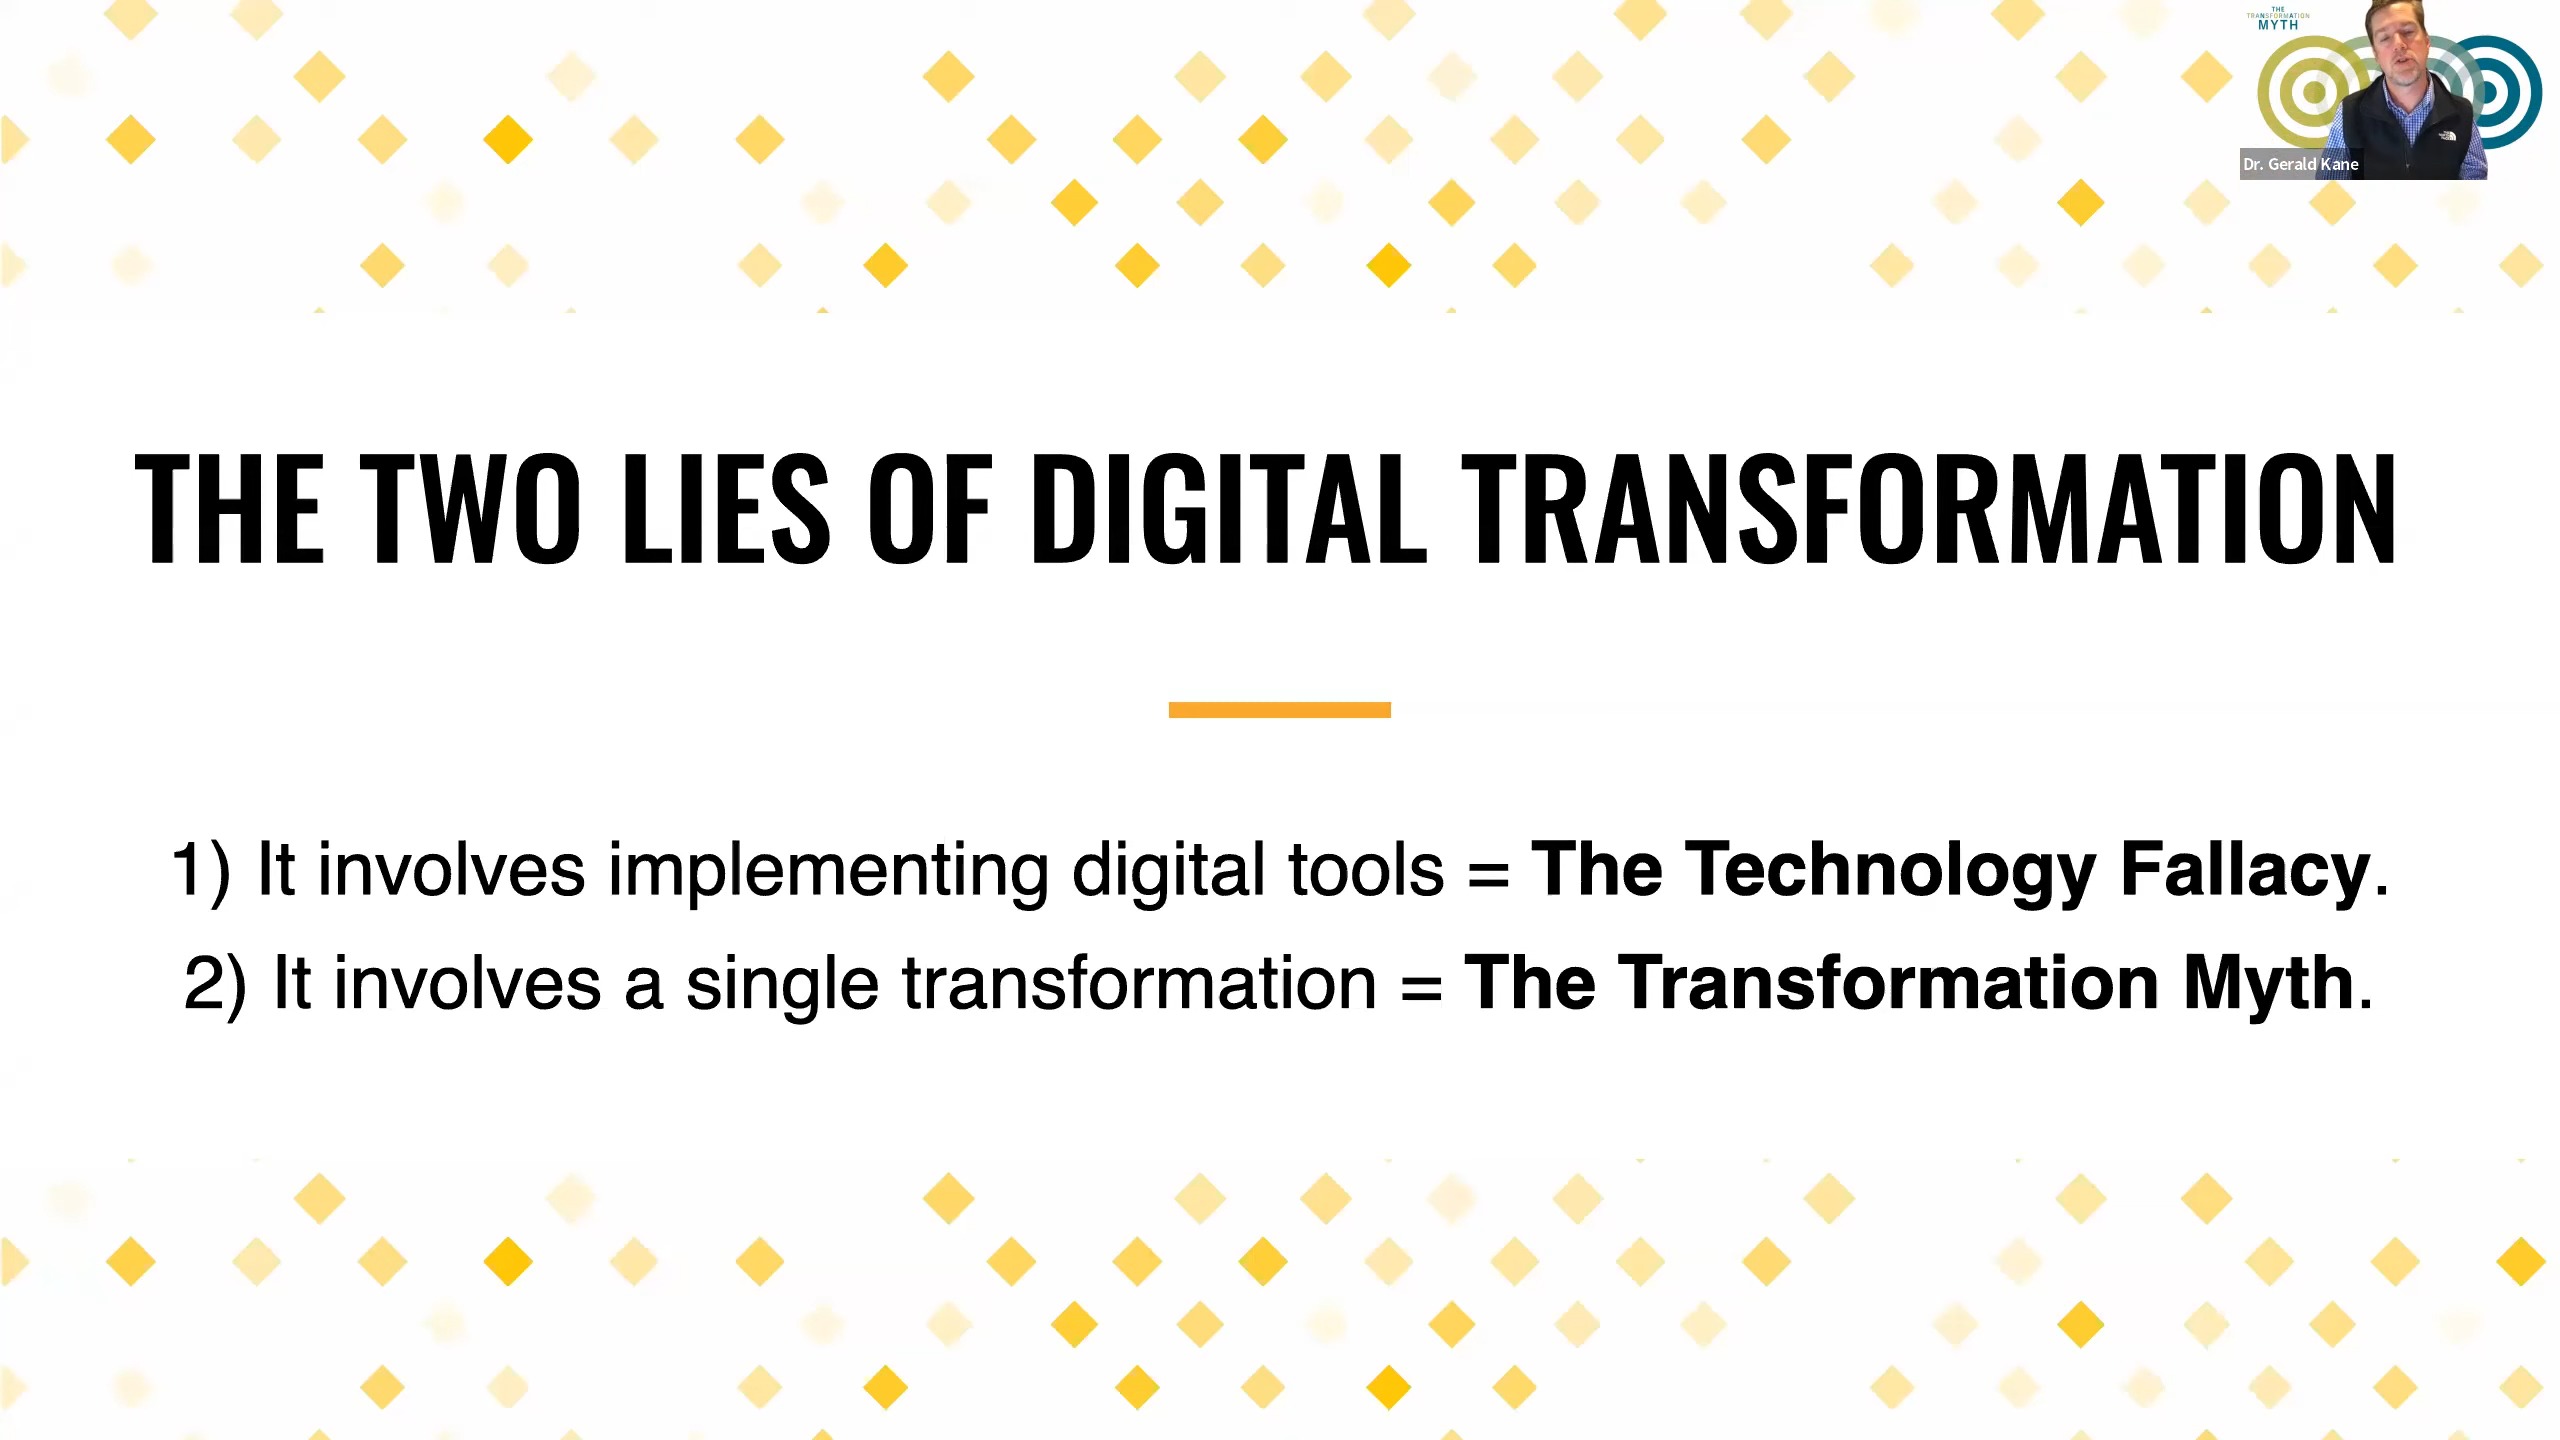 THE
TRANSFORMATION
MYTH
Dr. Gerald Kane
THE TWO LIES OF DIGITAL TRANSFORMATION
1) It involves implementing digital tools = The Technology Fallacy.
2) It involves a single transformation = The Transformation Myth.